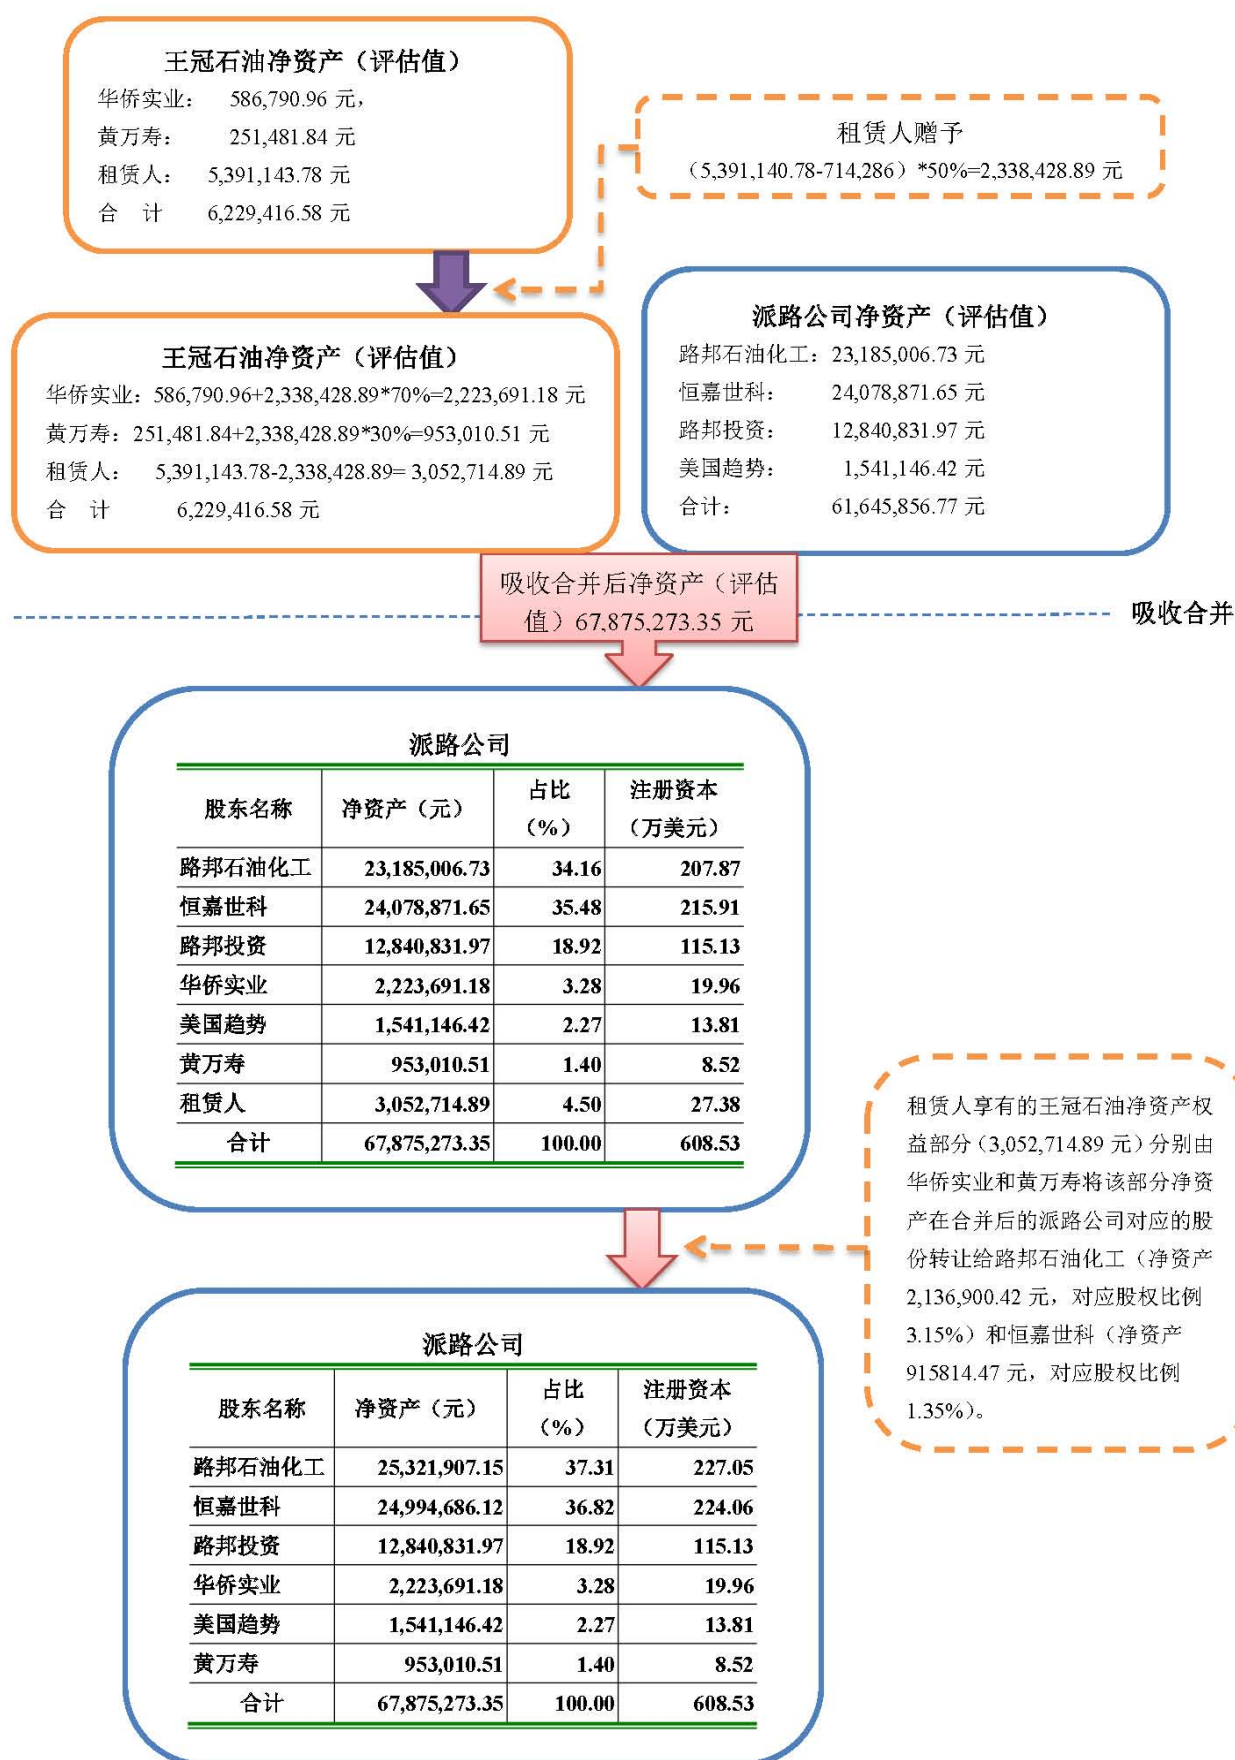 王冠石油净资产（评估值）
华侨实业： 586,790.96 元，
黄万寿： 251,481.84 元
租赁人： 5,391,143.78 元
合 计 6,229,416.58 元
租赁人赠予
（5,391,140.78-714,286）*50%=2,338,428.89 元
王冠石油净资产（评估值）
华侨实业：586,790.96+2,338,428.89*70%=2,223,691.18 元
黄万寿：251,481.84+2,338,428.89*30%=953,010.51 元
租赁人： 5,391,143.78-2,338,428.89= 3,052,714.89 元
合 计 6,229,416.58 元
派路公司净资产（评估值）
路邦石油化工：23,185,006.73 元
恒嘉世科： 24,078,871.65 元
路邦投资： 12,840,831.97 元
美国趋势： 1,541,146.42 元
合计： 61,645,856.77 元
吸收合并后净资产（评估
值）67,875,273.35 元
吸收合并
派路公司
股东名称 净资产（元） 占比（%） 注册资本（万美元）
路邦石油化工 23,185,006.73 34.16 207.87
恒嘉世科 24,078,871.65 35.48 215.91
路邦投资 12,840,831.97 18.92 115.13
华侨实业 2,223,691.18 3.28 19.96
美国趋势 1,541,146.42 2.27 13.81
黄万寿 953,010.51 1.40 8.52
租赁人 3,052,714.89 4.50 27.38
合计 67,875,273.35 100.00 608.53
租赁人享有的王冠石油净资产权
益部分（3,052,714.89 元）分别由
华侨实业和黄万寿将该部分净资
产在合并后的派路公司对应的股
份转让给路邦石油化工（净资产
2,136,900.42 元，对应股权比例
3.15%）和恒嘉世科（净资产
915814.47 元，对应股权比例
1.35%）。
派路公司
股东名称 净资产（元） 占比（%） 注册资本（万美元）
路邦石油化工 25,321,907.15 37.31 227.05
恒嘉世科 24,994,686.12 36.82 224.06
路邦投资 12,840,831.97 18.92 115.13
华侨实业 2,223,691.18 3.28 19.96
美国趋势 1,541,146.42 2.27 13.81
黄万寿 953,010.51 1.40 8.52
合计 67,875,273.35 100.00 608.53